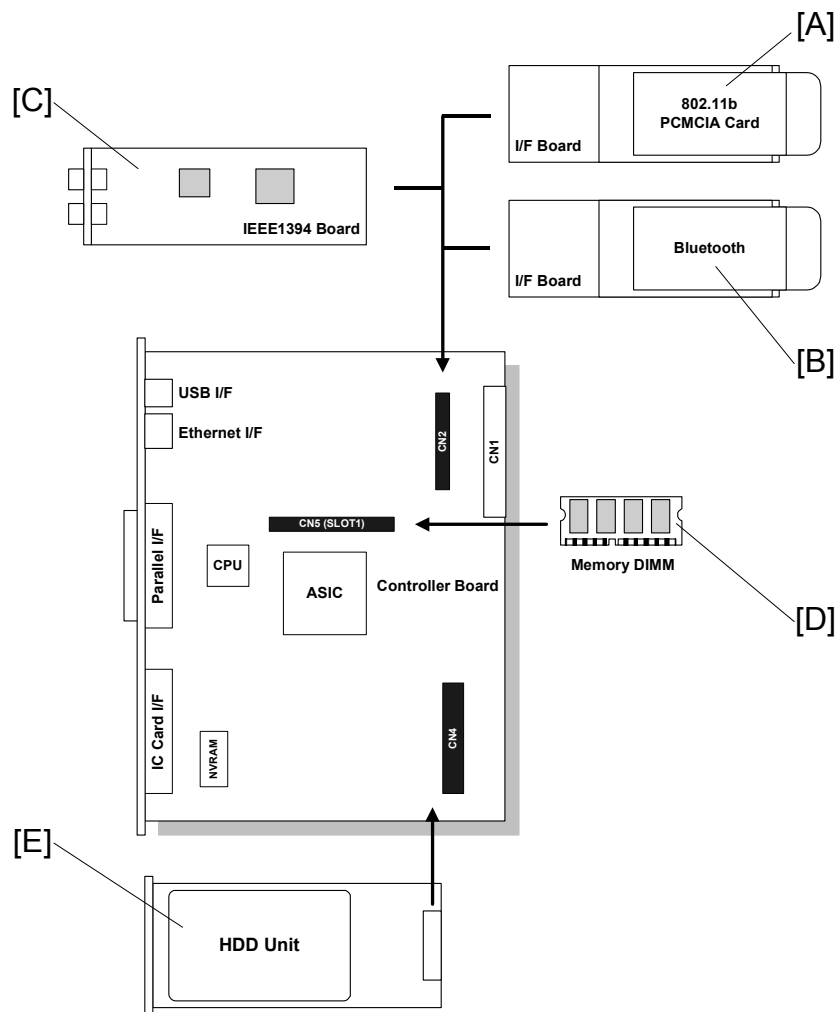 [A]
802.11b
PCMCIA Card
I/F Board
[C]
IEEE1394 Board
Bluetooth
I/F Board
[B]
USB I/F
Ethernet I/F
CN2
CN1
CN5 (SLOT1)
Memory DIMM
Parallel I/F
CPU
ASIC
Controller Board
[D]
IC Card I/F
NVRAM
CN4
[E]
HDD Unit